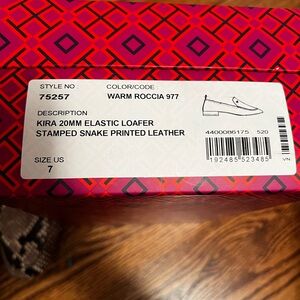 STYLE NO
COLOR/CODE
75257
WARM ROCCIA 977
DESCRIPTION
KIRA 20MM ELASTIC LOAFER
STAMPED SNAKE PRINTED LEATHER
4400086175 520
SIZE US
7
192485523485
VN